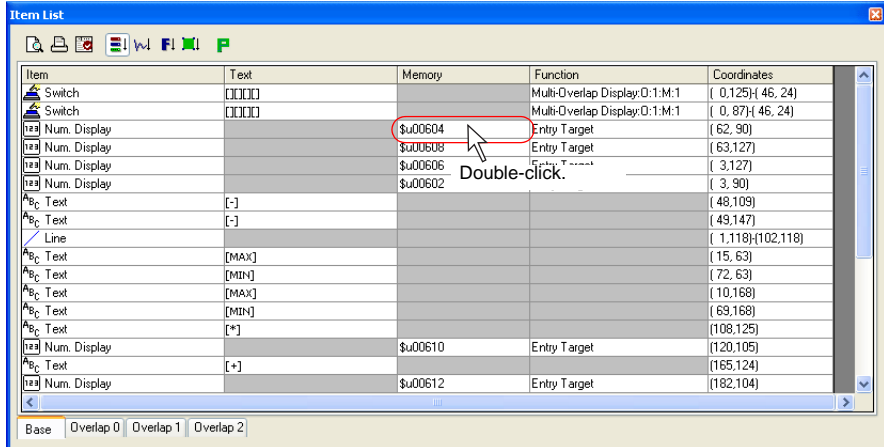 Item List
Item Text Memory Function Coordinates
Switch [][][][] Multi-Overlap Display:O:1:M:1 ( 0,125)-( 46, 24)
Switch [][][][] Multi-Overlap Display:O:1:M:1 ( 0, 87)-( 46, 24)
Num. Display $u00604 Entry Target ( 62, 90)
Num. Display $u00608 Entry Target ( 63,127)
Num. Display $u00606 ( 3,127)
Double-click.
Num. Display $u00602 ( 3, 90)
Text [-] ( 48,109)
Text [-] ( 49,147)
Line ( 1,118)-(102,118)
Text [MAX] ( 15, 63)
Text [MIN] ( 72, 63)
Text [MAX] ( 10,168)
Text [MIN] ( 69,168)
Text [*] (108,125)
Num. Display $u00610 Entry Target (120,105)
Text [+] (165,124)
Num. Display $u00612 Entry Target (182,104)
Base Overlap 0 Overlap 1 Overlap 2